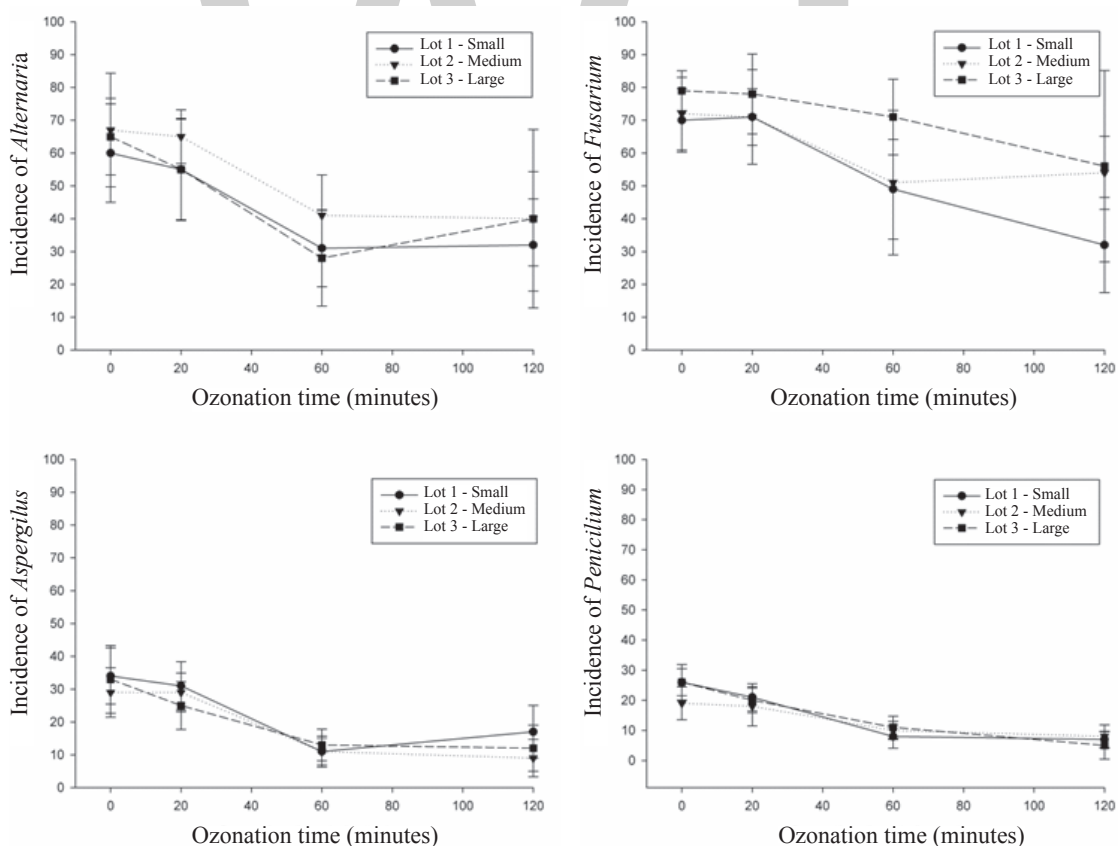 100
90
80
70
60
50
40
30
20
10
0
Incidence of Alternaria
Lot 1 - Small
Lot 2 - Medium
Lot 3 - Large
0 20 40 60 80 100 120
Ozonation time (minutes)
100
90
80
70
60
50
40
30
20
10
0
Incidence of Fusarium
Lot 1 - Small
Lot 2 - Medium
Lot 3 - Large
0 20 40 60 80 100 120
Ozonation time (minutes)
100
90
80
70
60
50
40
30
20
10
0
Incidence of Aspergilus
Lot 1 - Small
Lot 2 - Medium
Lot 3 - Large
0 20 40 60 80 100 120
Ozonation time (minutes)
100
90
80
70
60
50
40
30
20
10
0
Incidence of Penicilium
Lot 1 - Small
Lot 2 - Medium
Lot 3 - Large
0 20 40 60 80 100 120
Ozonation time (minutes)